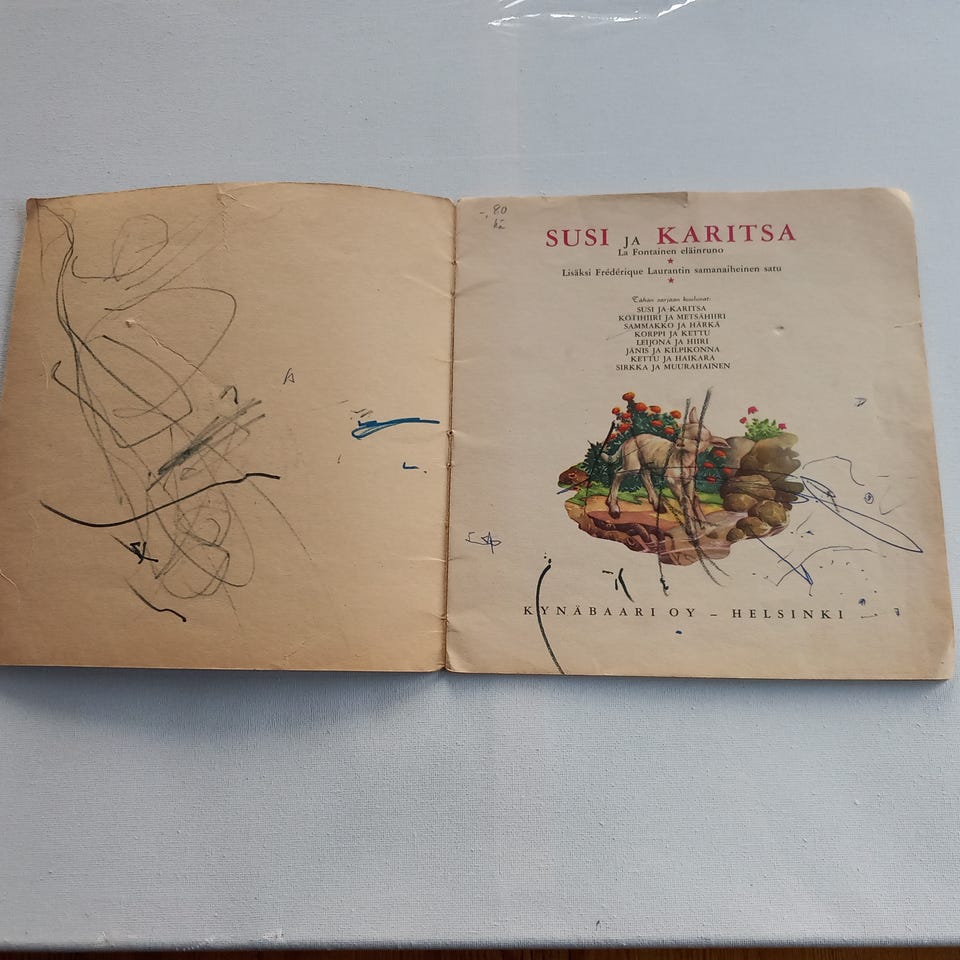 -, 80
SUSI JA KARITSA
La Fontainen eläinruno
Lisäksi Frédérique Laurantin samanaiheinen satu
Tähän sarjaan kuuluvat:
SUSI JA KARITSA
KOTIHIIRI JA METSÄHIIRI
SAMMAKKO JA HÄRKÄ
KORPPI JA KETTU
LEIJONA JA HIIRI
JÄNIS JA KILPIKONNA
KETTU JA HAIKARA
SIRKKA JA MUURAHAINEN
KYNÄBAARI OY – HELSINKI